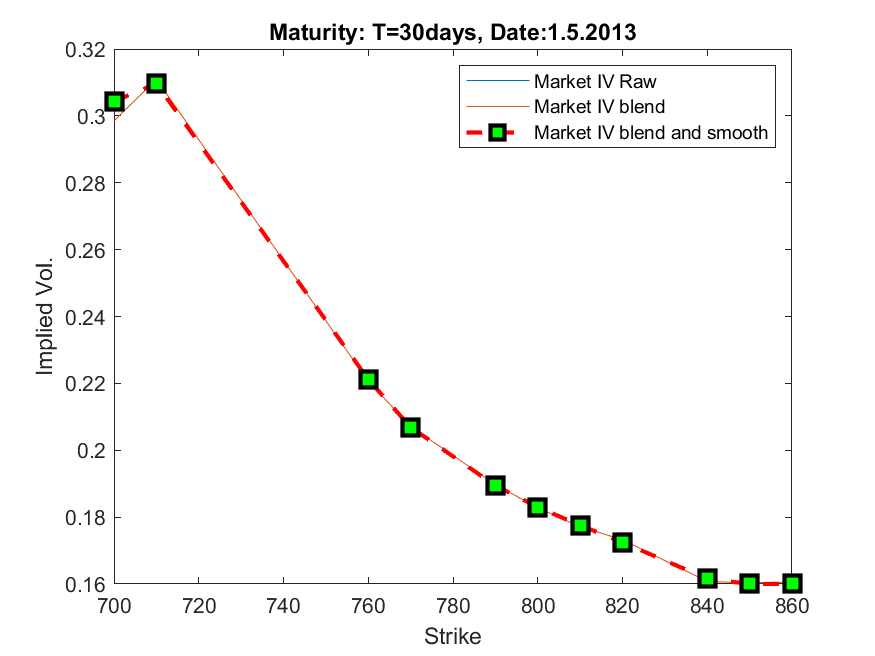 Maturity: T=30days, Date:1.5.2013
0.32
0.3
0.28
0.26
0.24
0.22
0.2
0.18
0.16
Implied Vol.
Market IV Raw
Market IV blend
Market IV blend and smooth
700 720 740 760 780 800 820 840 860
Strike